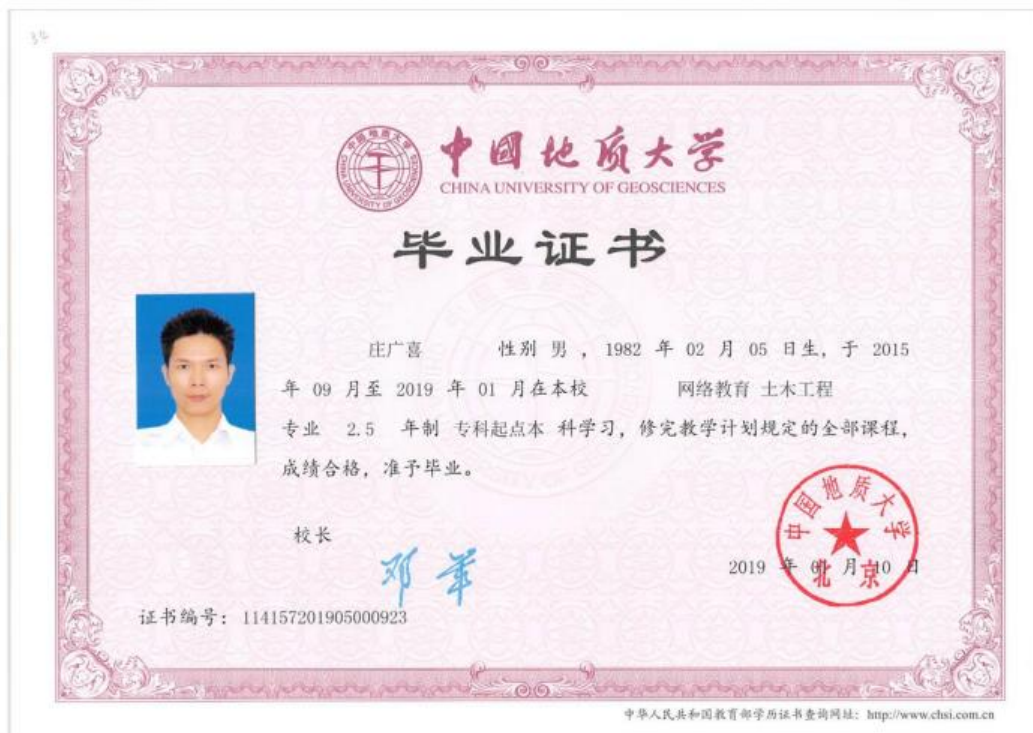 34
中國地质大学
CHINA UNIVERSITY OF GEOSCIENCES
毕业证书
庄广喜 性别 男 ，1982 年 02 月 05 日生，于 2015
年 09 月至 2019 年 01 月在本校 网络教育 土木工程
专业 2.5 年制 专科起点本 科学习，修完教学计划规定的全部课程，
成绩合格，准予毕业。
校长
邓军
中国地质大学
北京
2019 年 01 月 10 日
证书编号：114157201905000923
中华人民共和国教育部学历证书查询网址：http://www.chsi.com.cn